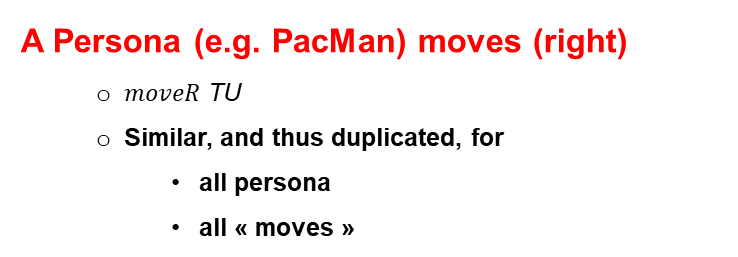 A Persona (e.g. PacMan) moves (right)
o moveR TU
o Similar, and thus duplicated, for
• all persona
• all « moves »